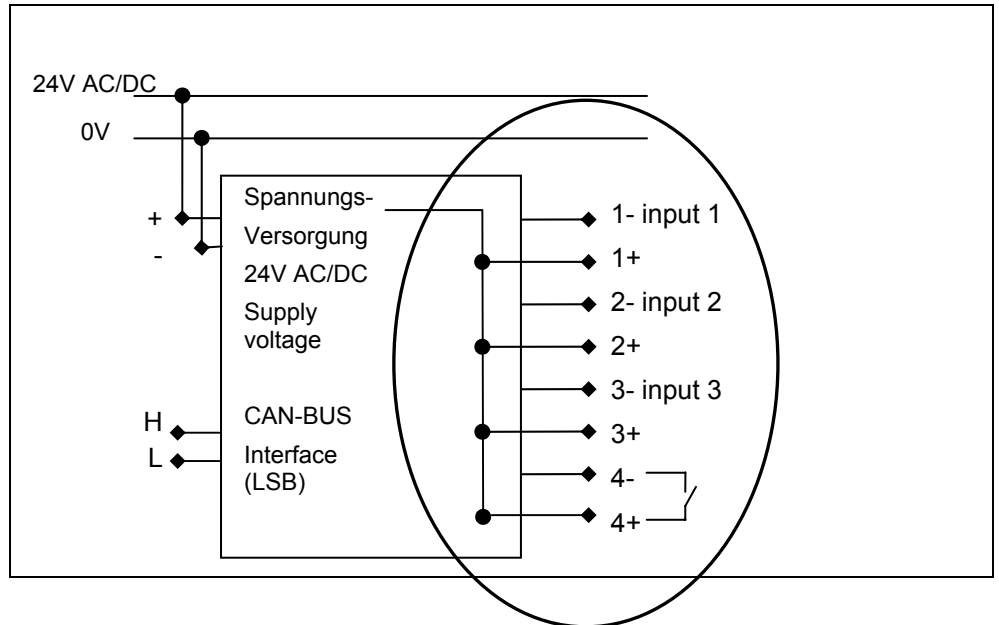 24V AC/DC
0V
+
-
Spannungs-
Versorgung
24V AC/DC
Supply
voltage
H
L
CAN-BUS
Interface
(LSB)
1- input 1
1+
2- input 2
2+
3- input 3
3+
4-
4+